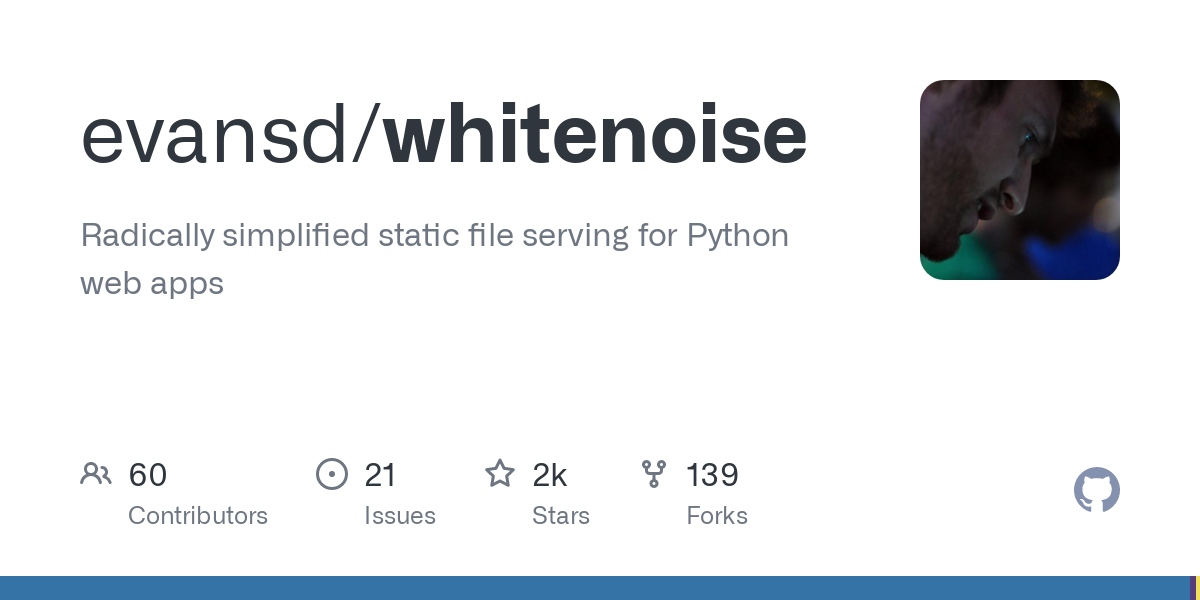 evansd/whitenoise
Radically simplified static file serving for Python
web apps
60
Contributors
21
Issues
2k
Stars
139
Forks